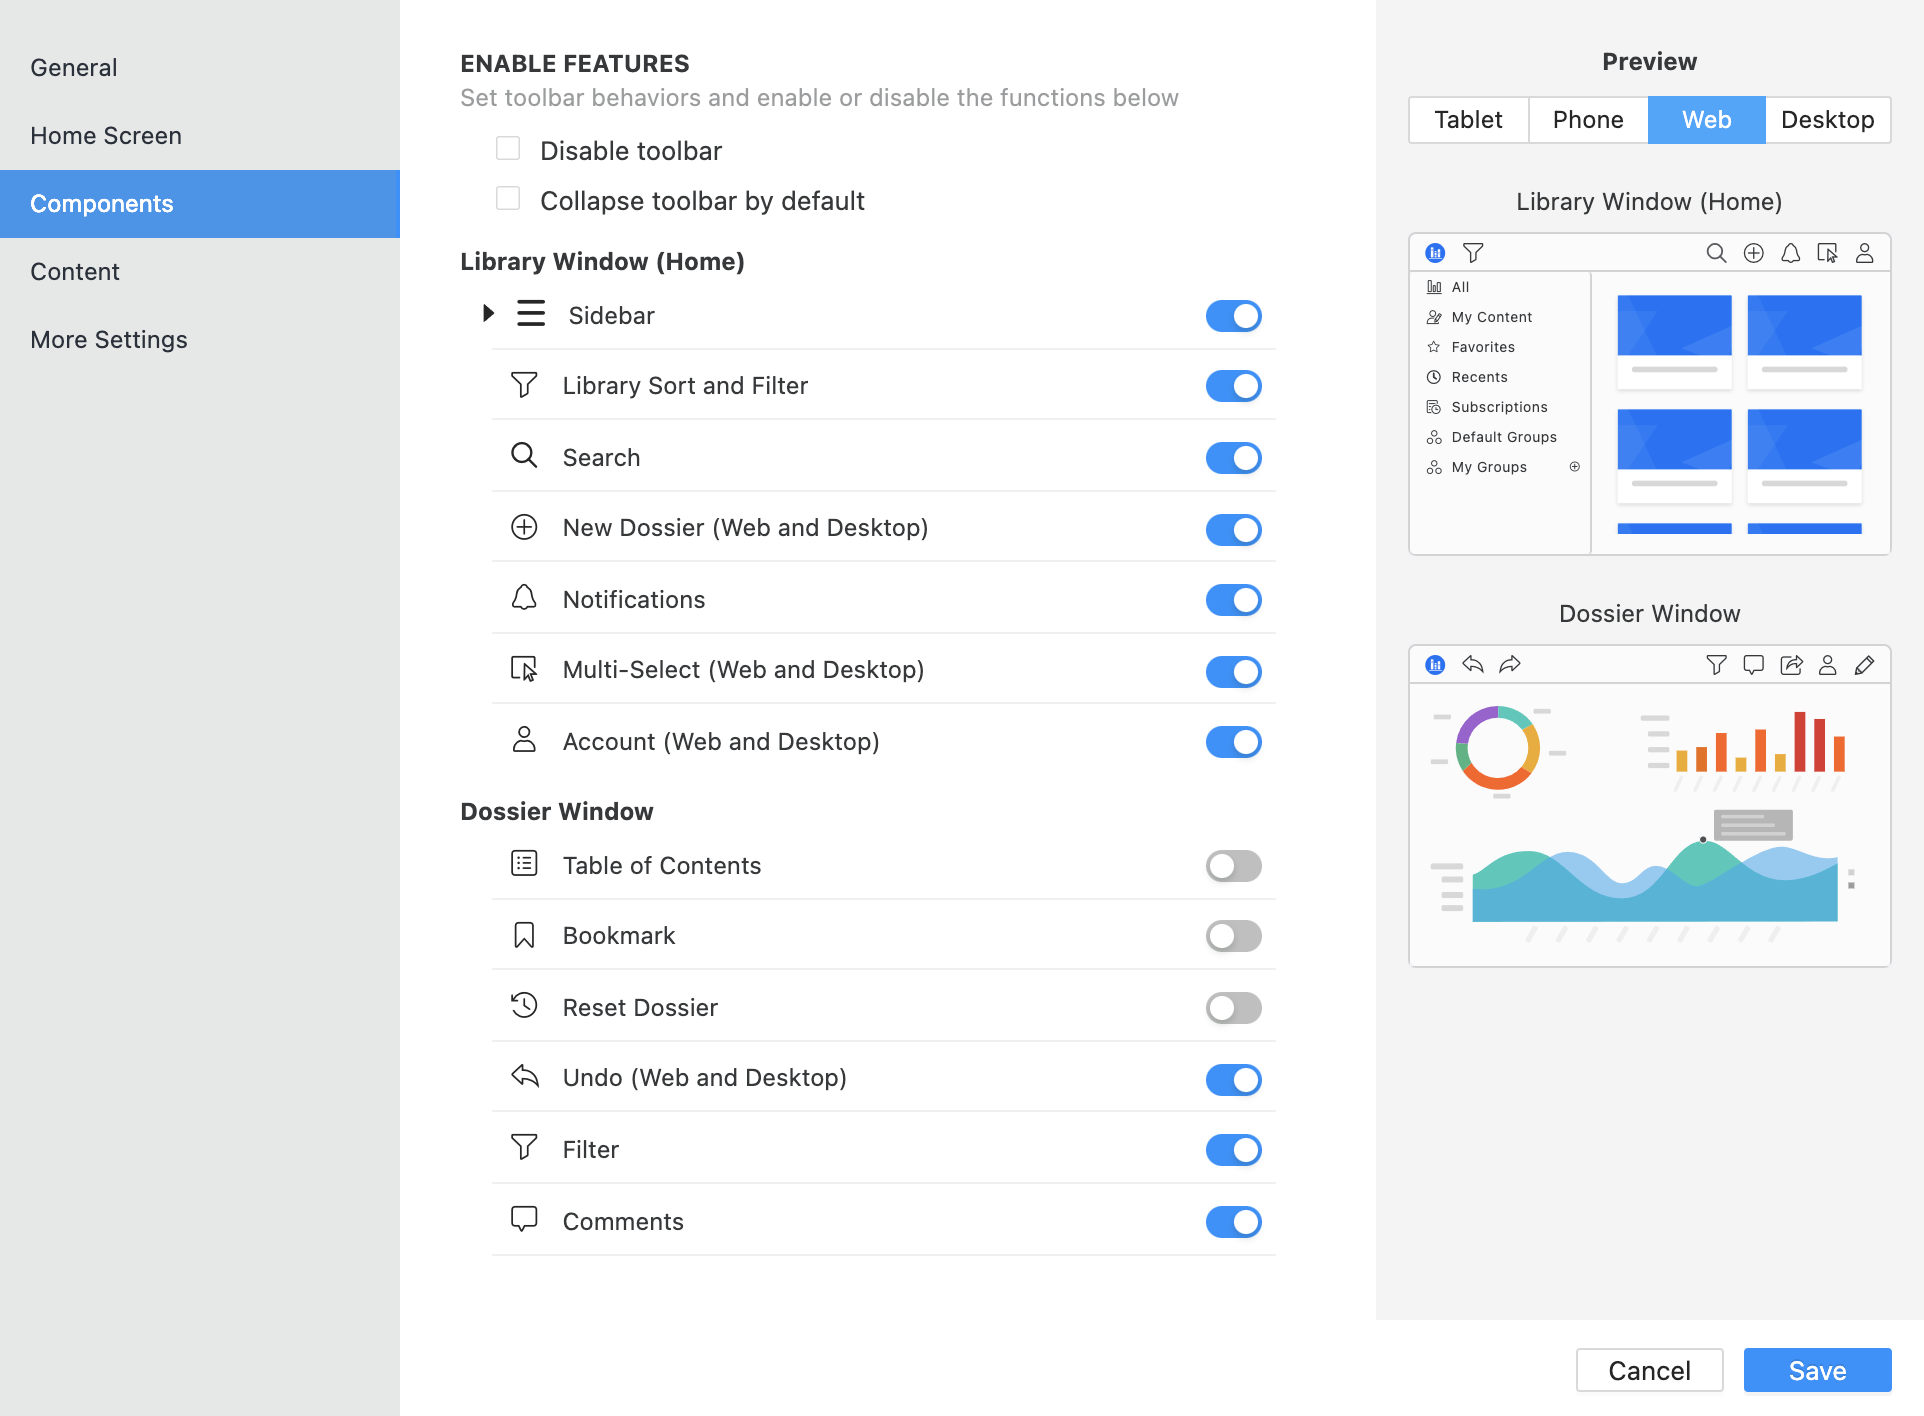 General
Home Screen
Components
Content
More Settings
ENABLE FEATURES
Set toolbar behaviors and enable or disable the functions below
Disable toolbar
Collapse toolbar by default
Library Window (Home)
Sidebar
Library Sort and Filter
Search
New Dossier (Web and Desktop)
Notifications
Multi-Select (Web and Desktop)
Account (Web and Desktop)
Dossier Window
Table of Contents
Bookmark
Reset Dossier
Undo (Web and Desktop)
Filter
Comments
Preview
Tablet Phone Web Desktop
Library Window (Home)
All
My Content
Favorites
Recents
Subscriptions
Default Groups
My Groups
Dossier Window
Cancel Save